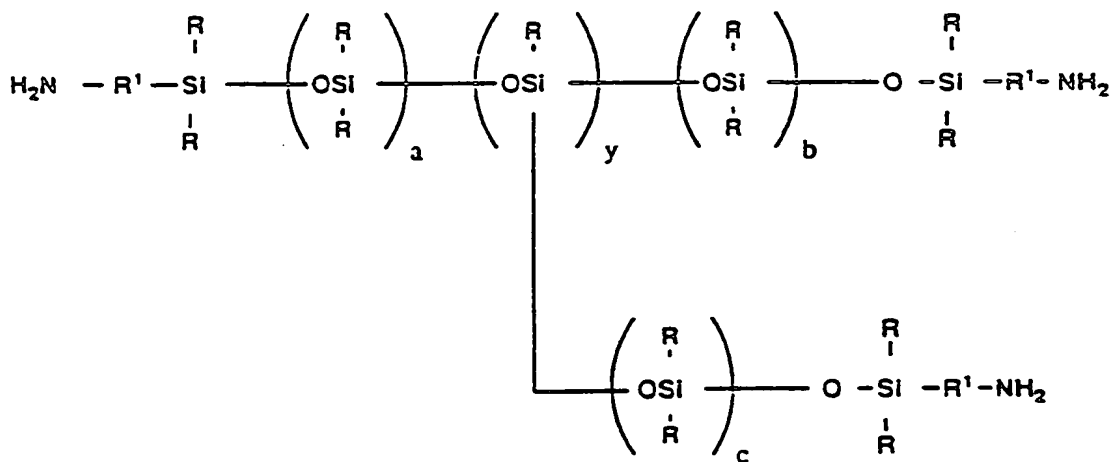 R R R R R
H₂N – R¹ – Si – OSi – OSi – OSi – O – Si – R¹ – NH₂
R R R R
a y b
R R
OSi – O – Si – R¹ – NH₂
R R
c